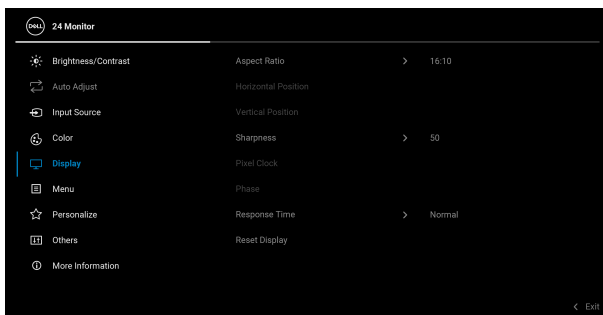 DELL 24 Monitor
Brightness/Contrast Aspect Ratio > 16:10
Auto Adjust Horizontal Position
Input Source Vertical Position
Color Sharpness > 50
Display Pixel Clock
Menu Phase
Personalize Response Time > Normal
Others Reset Display
More Information
< Exit